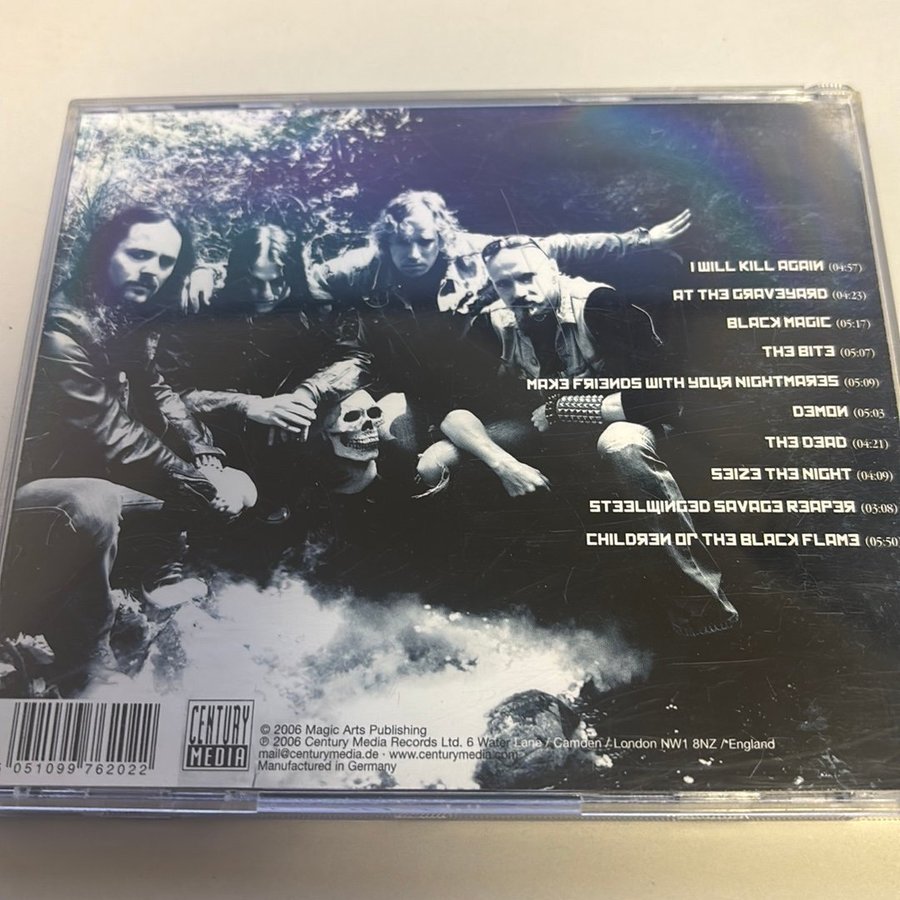 I WILL KILL AGAIN (04:57)
AT THE GRAVEYARD (04:23)
BLACK MAGIC (05:17)
THE BITE (05:07)
MAKE FRIENDS WITH YOUR NIGHTMARES (05:09)
DEMON (05:03
THE DEAD (04:21)
SEIZE THE NIGHT (04:09)
STEELWINGED SAVAGE REAPER (03:08)
CHILDREN OF THE BLACK FLAME (05:50)
051099 762022
CENTURY
MEDIA
© 2006 Magic Arts Publishing
℗ 2006 Century Media Records Ltd. 6 Water Lane / Camden / London NW1 8NZ / England
mail@centurymedia.de · www.centurymedia.com
Manufactured in Germany